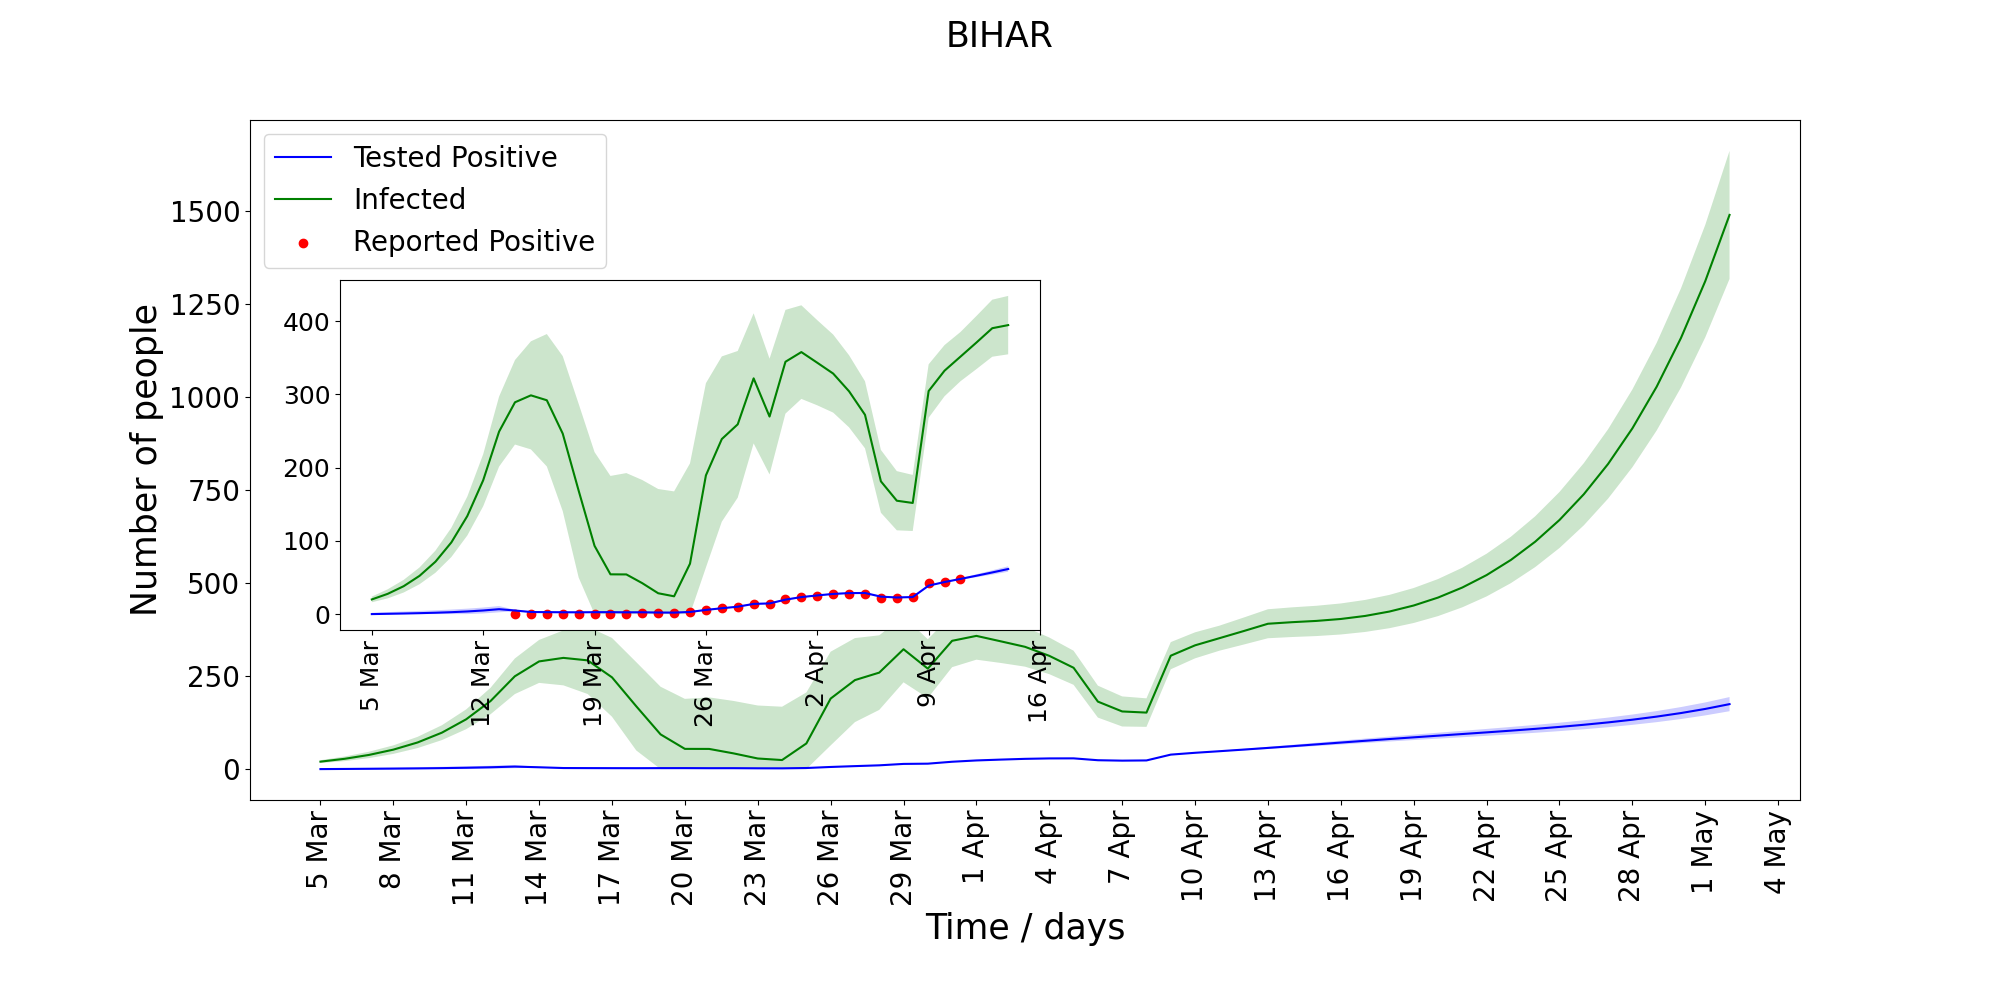 BIHAR
Tested Positive
Infected
Reported Positive
Number of people
1500
1250
1000
750
500
250
0
400
300
200
100
0
5 Mar
12 Mar
19 Mar
26 Mar
2 Apr
9 Apr
16 Apr
5 Mar
8 Mar
11 Mar
14 Mar
17 Mar
20 Mar
23 Mar
26 Mar
29 Mar
1 Apr
4 Apr
7 Apr
10 Apr
13 Apr
16 Apr
19 Apr
22 Apr
25 Apr
28 Apr
1 May
4 May
Time / days